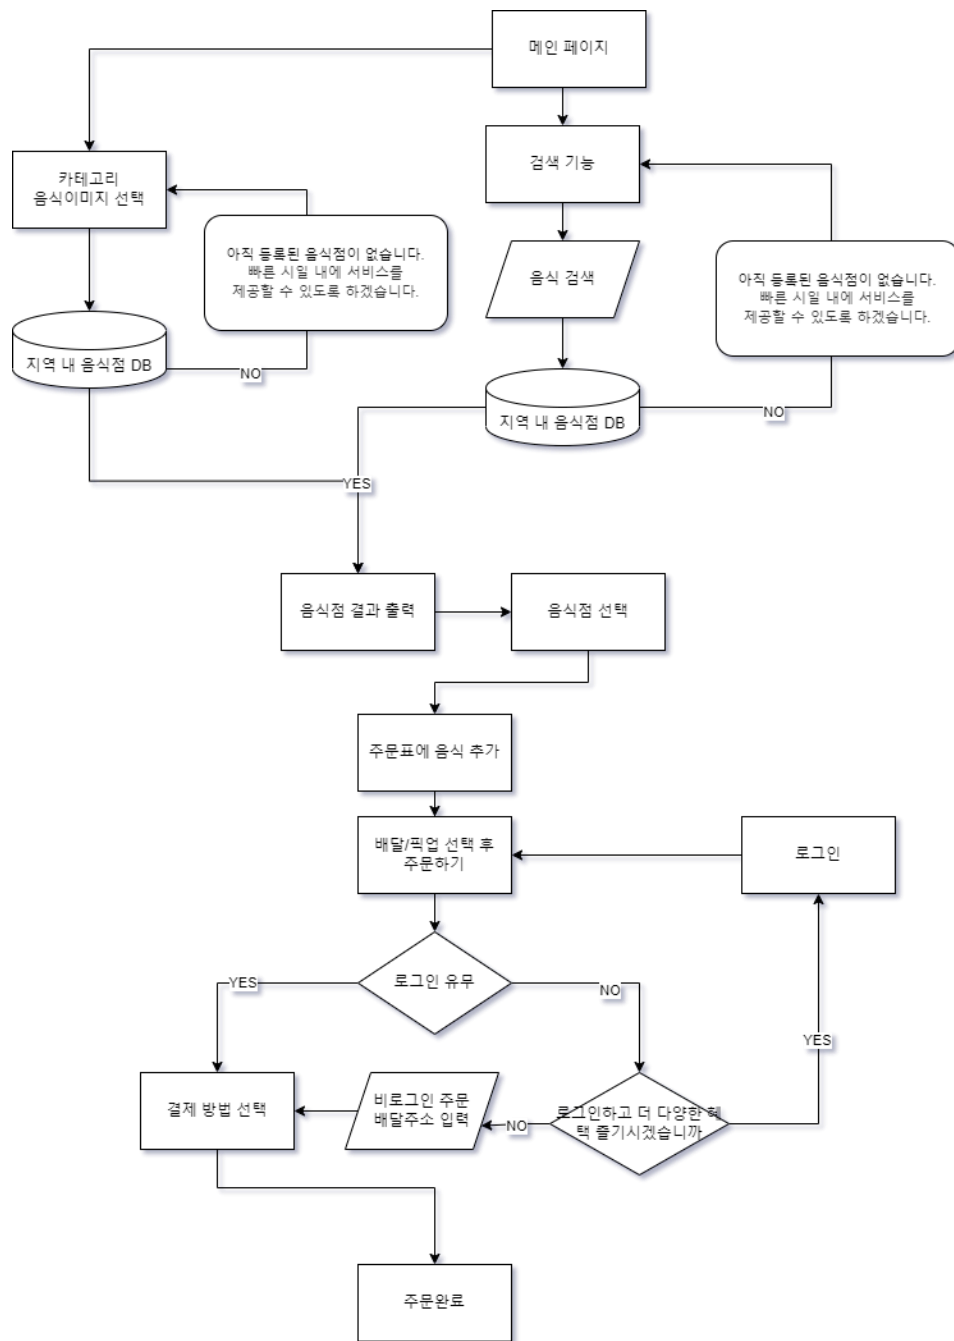 메인 페이지
카테고리
음식이미지 선택
검색 기능
아직 등록된 음식점이 없습니다.
빠른 시일 내에 서비스를
제공할 수 있도록 하겠습니다.
음식 검색
아직 등록된 음식점이 없습니다.
빠른 시일 내에 서비스를
제공할 수 있도록 하겠습니다.
지역 내 음식점 DB
NO
지역 내 음식점 DB
NO
YES
음식점 결과 출력
음식점 선택
주문표에 음식 추가
배달/픽업 선택 후
주문하기
로그인
로그인 유무
YES
NO
YES
결제 방법 선택
비로그인 주문
배달주소 입력
NO
로그인하고 더 다양한 혜
택 즐기시겠습니까
주문완료